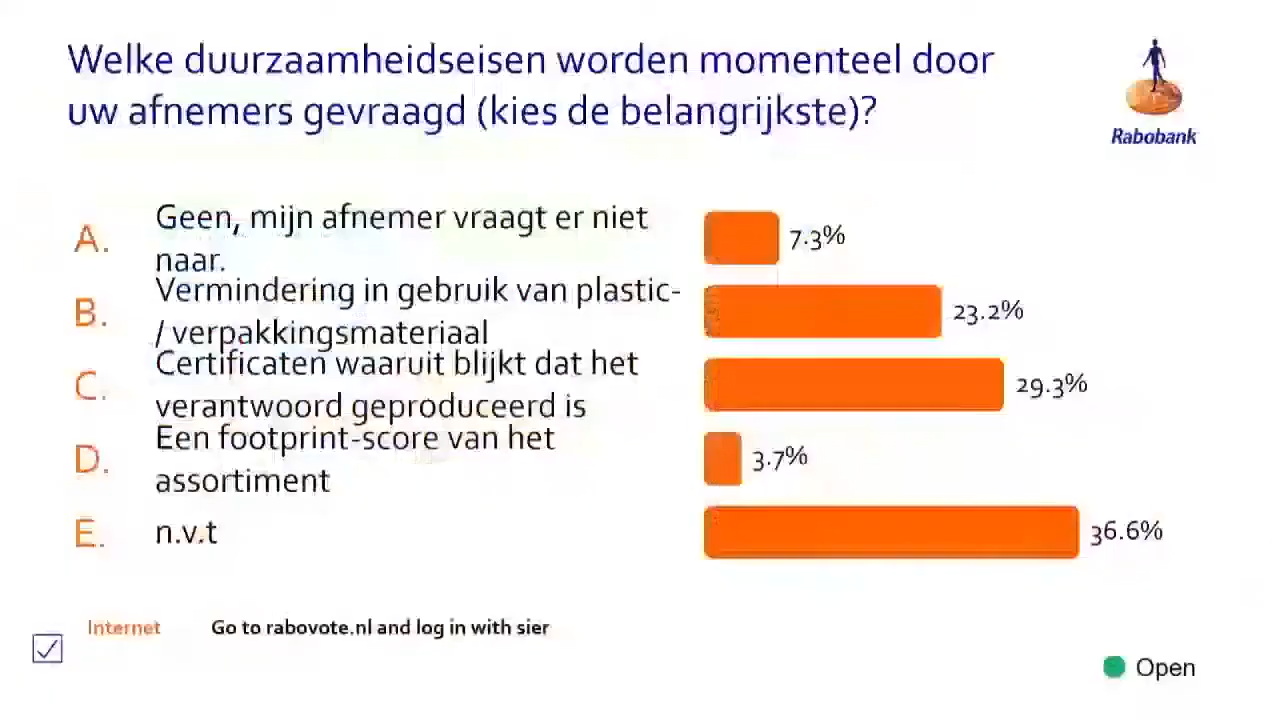 Welke duurzaamheidseisen worden momenteel door
uw afnemers gevraagd (kies de belangrijkste)?
Rabobank
A.
Geen, mijn afnemer vraagt er niet
naar.
7.3%
B.
Vermindering in gebruik van plastic-
/ verpakkingsmateriaal
23.2%
C.
Certificaten waaruit blijkt dat het
verantwoord geproduceerd is
29.3%
D.
Een footprint-score van het
assortiment
3.7%
E.
n.v.t
36.6%
Internet
Go to rabovote.nl and log in with sier
Open